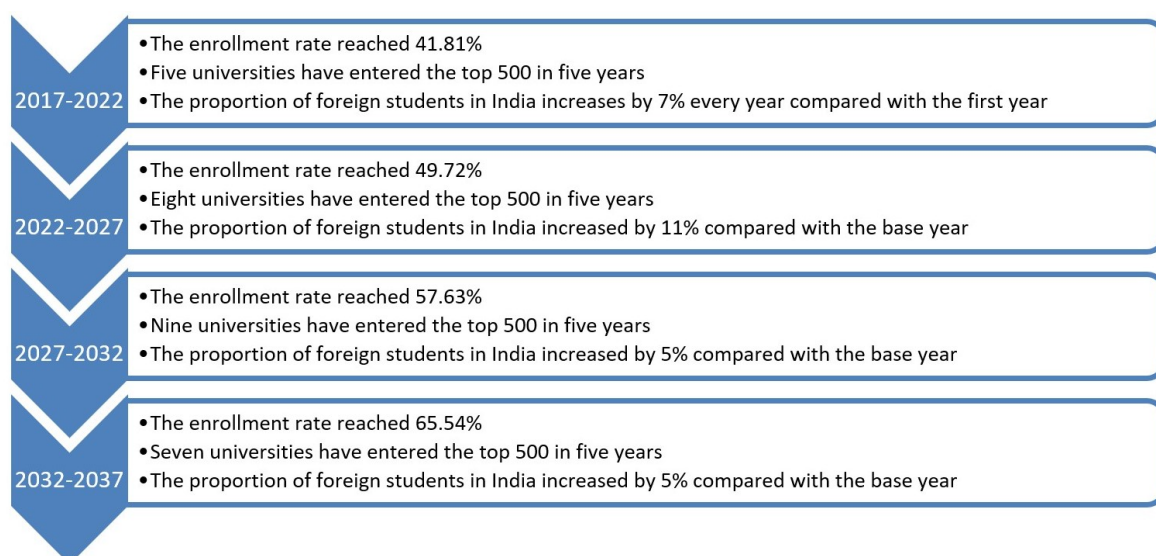 2017-2022
•The enrollment rate reached 41.81%
•Five universities have entered the top 500 in five years
•The proportion of foreign students in India increases by 7% every year compared with the first year
2022-2027
•The enrollment rate reached 49.72%
•Eight universities have entered the top 500 in five years
•The proportion of foreign students in India increased by 11% compared with the base year
2027-2032
•The enrollment rate reached 57.63%
•Nine universities have entered the top 500 in five years
•The proportion of foreign students in India increased by 5% compared with the base year
2032-2037
•The enrollment rate reached 65.54%
•Seven universities have entered the top 500 in five years
•The proportion of foreign students in India increased by 5% compared with the base year